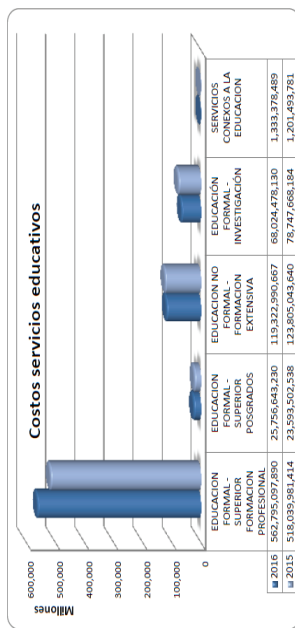 Costos servicios educativos
Millones
600,000
500,000
400,000
300,000
200,000
100,000
0
EDUCACION FORMAL - SUPERIOR FORMACION PROFESIONAL
EDUCACION FORMAL - SUPERIOR POSGRADOS
EDUCACION NO FORMAL - FORMACION EXTENSIVA
EDUCACIÓN FORMAL - INVESTIGACIÓN
SERVICIOS CONEXOS A LA EDUCACION
2016 562,795,097,890 25,756,643,230 119,322,990,667 68,024,478,130 1,333,378,489
2015 518,039,981,414 23,593,502,538 123,805,043,640 78,747,668,184 1,201,493,781